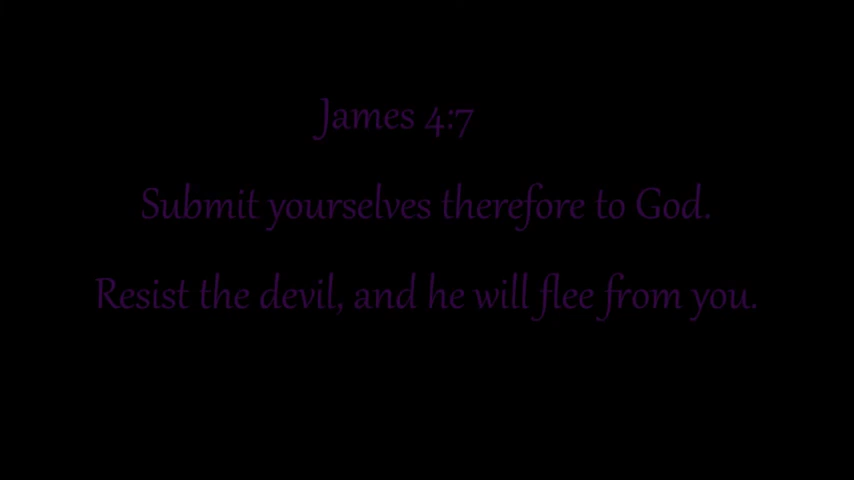 James 4:7
Submit yourselves therefore to God.
Resist the devil, and he will flee from you.